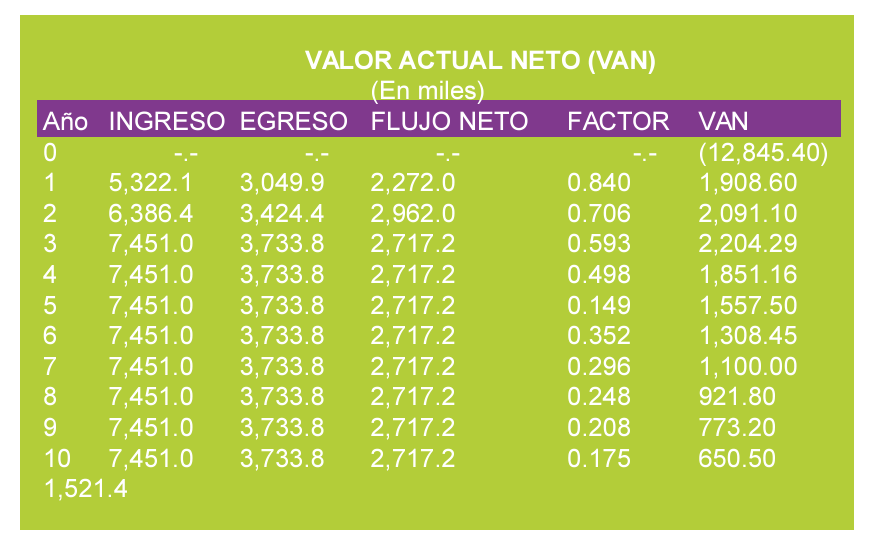 VALOR ACTUAL NETO (VAN)
(En miles)
Año INGRESO EGRESO FLUJO NETO FACTOR VAN
0 -.- -.- -.- -.- (12,845.40)
1 5,322.1 3,049.9 2,272.0 0.840 1,908.60
2 6,386.4 3,424.4 2,962.0 0.706 2,091.10
3 7,451.0 3,733.8 2,717.2 0.593 2,204.29
4 7,451.0 3,733.8 2,717.2 0.498 1,851.16
5 7,451.0 3,733.8 2,717.2 0.149 1,557.50
6 7,451.0 3,733.8 2,717.2 0.352 1,308.45
7 7,451.0 3,733.8 2,717.2 0.296 1,100.00
8 7,451.0 3,733.8 2,717.2 0.248 921.80
9 7,451.0 3,733.8 2,717.2 0.208 773.20
10 7,451.0 3,733.8 2,717.2 0.175 650.50
1,521.4